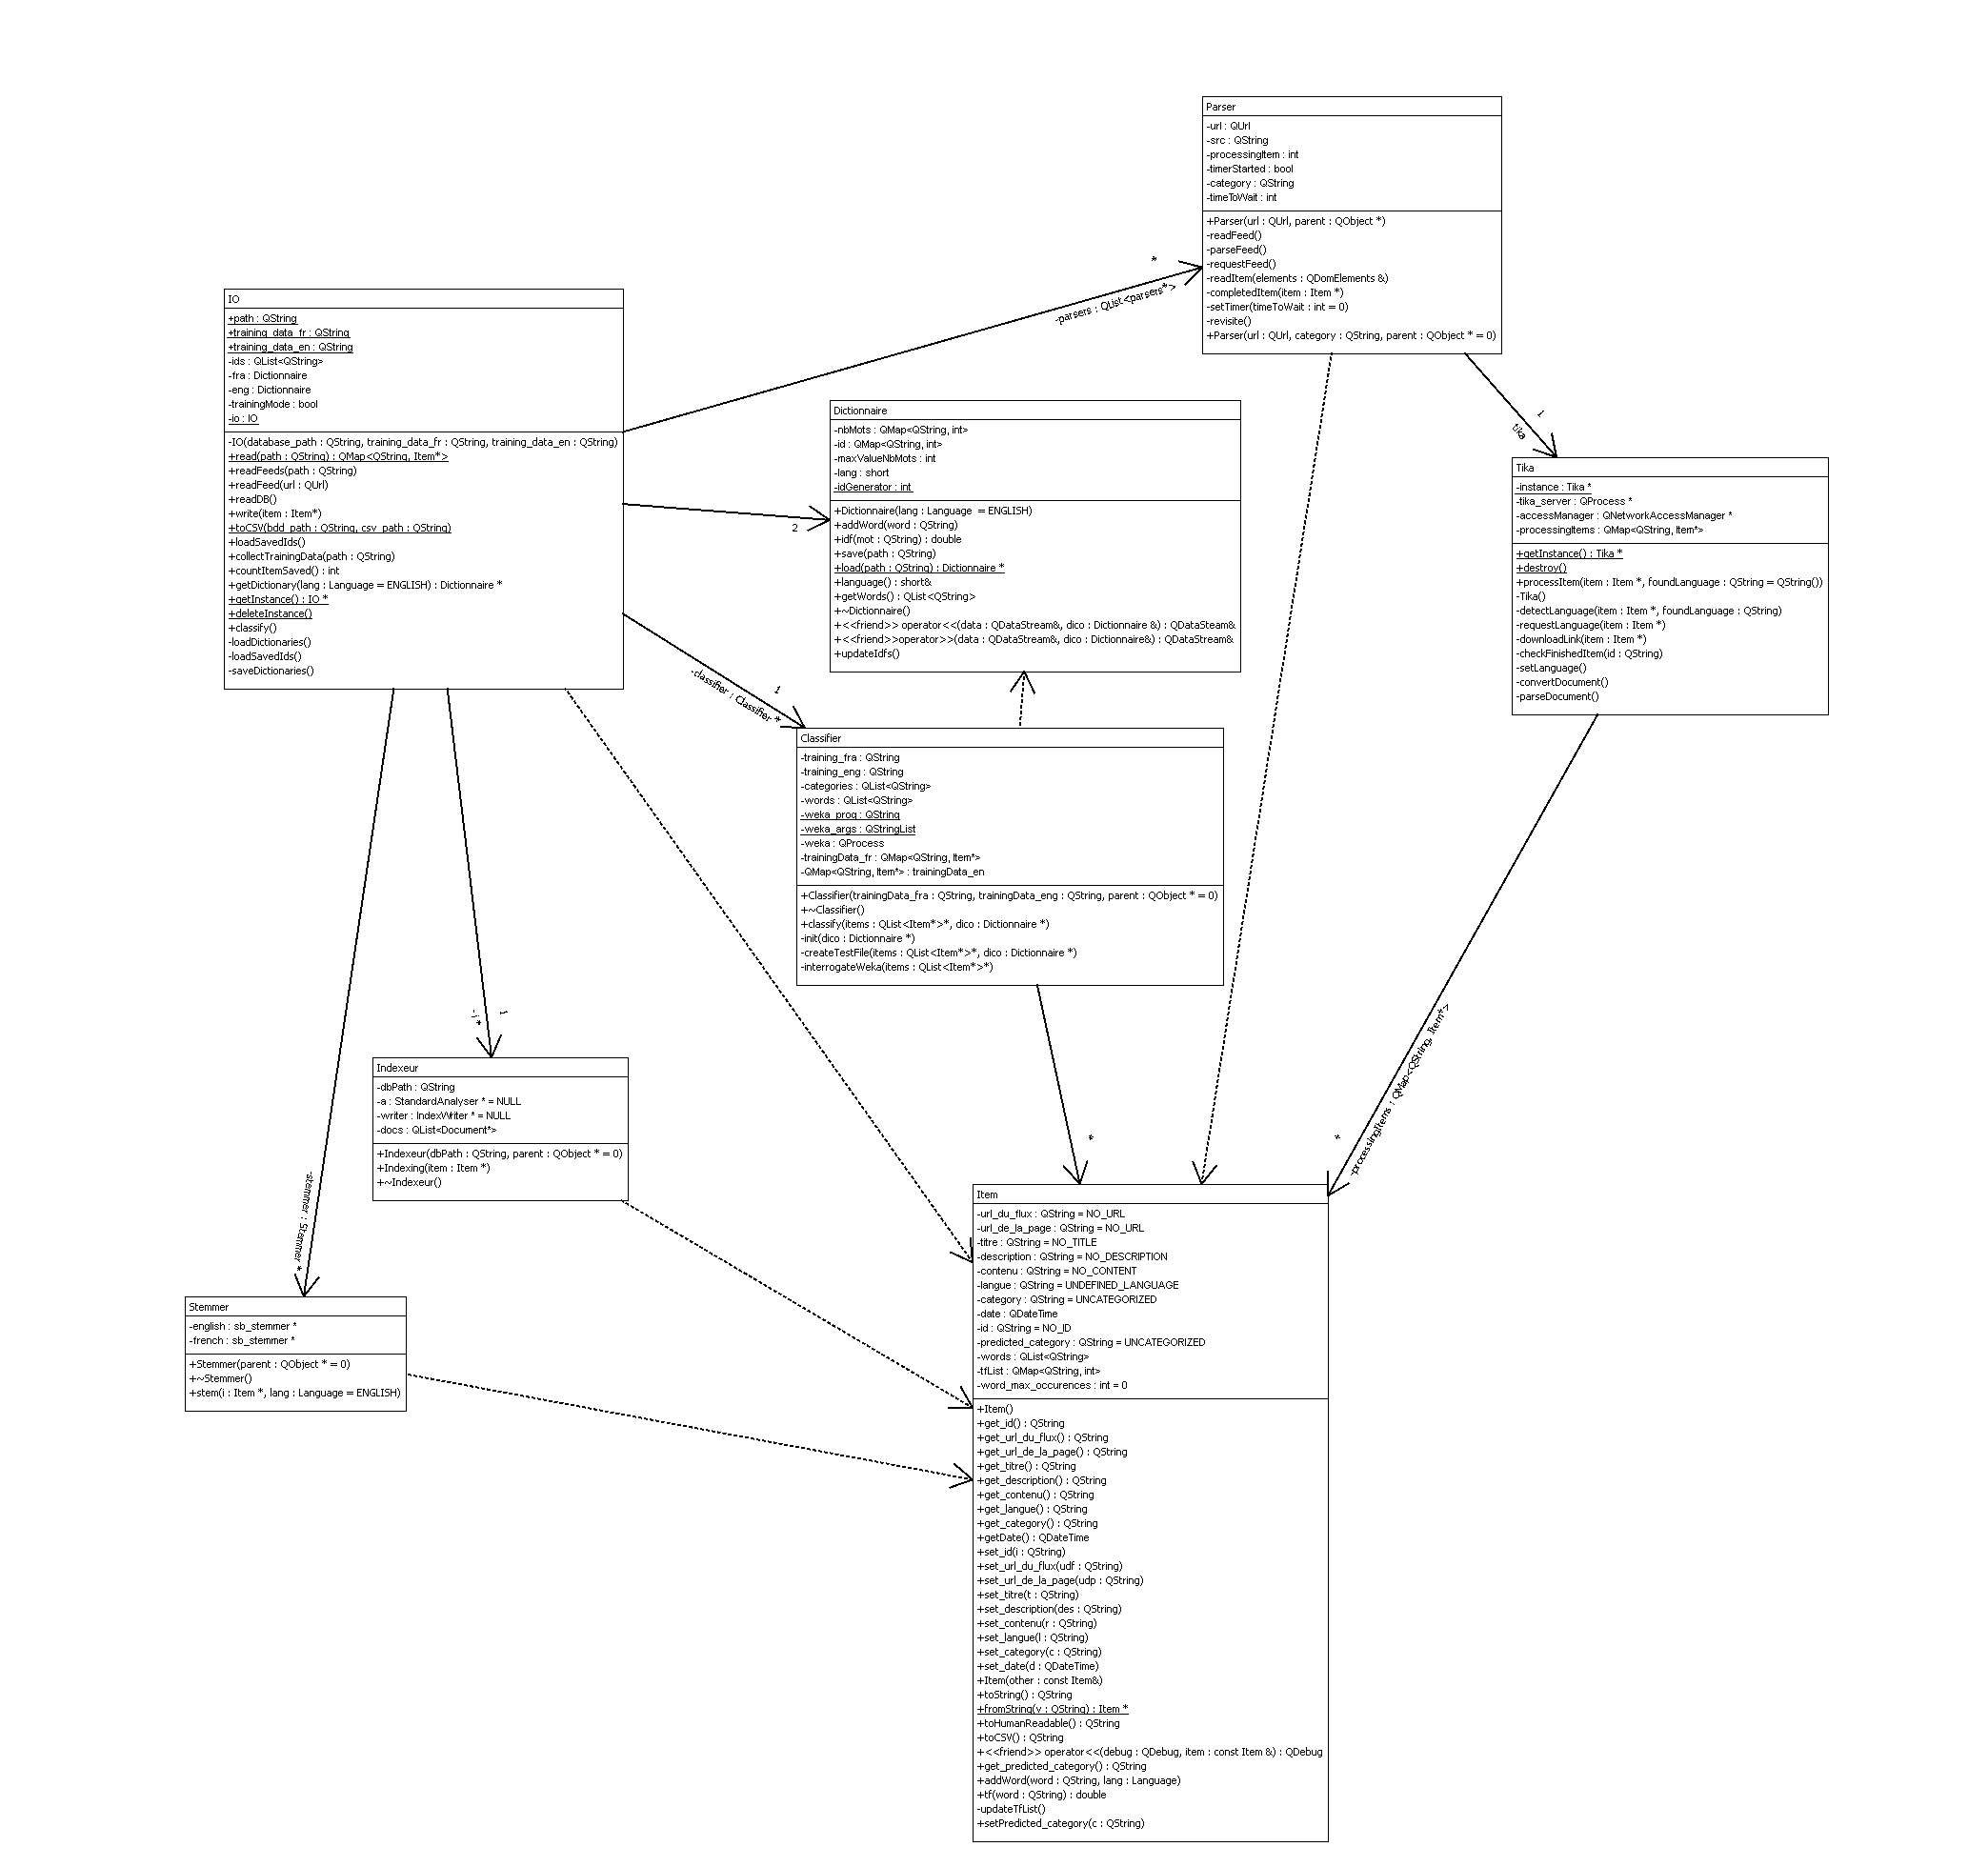 Parser
-url : QUrl
-src : QString
-processingItem : int
-timerStarted : bool
-category : QString
-timeToWait : int
+Parser(url : QUrl, parent : QObject *)
-readFeed()
-parseFeed()
-requestFeed()
-readItem(elements : QDomElements &)
-completedItem(item : Item *)
-setTimer(timeToWait : int = 0)
-revisite()
+Parser(url : QUrl, category : QString, parent : QObject * = 0)
*
-parsers : QList<parsers*>
IO
+path : QString
+training_data_fr : QString
+training_data_en : QString
-ids : QList<QString>
-fra : Dictionnaire
-eng : Dictionnaire
-trainingMode : bool
-io : IO
-IO(database_path : QString, training_data_fr : QString, training_data_en : QString)
+read(path : QString) : QMap<QString, Item*>
+readFeeds(path : QString)
+readFeed(url : QUrl)
+readDB()
+write(item : Item*)
+toCSV(bdd_path : QString, csv_path : QString)
+loadSavedIds()
+collectTrainingData(path : QString)
+countItemSaved() : int
+getDictionary(lang : Language = ENGLISH) : Dictionnaire *
+getInstance() : IO *
+deleteInstance()
+classify()
-loadDictionaries()
-loadSavedIds()
-saveDictionaries()
Dictionnaire
-nbMots : QMap<QString, int>
-id : QMap<QString, int>
-maxValueNbMots : int
-lang : short
-idGenerator : int
+Dictionnaire(lang : Language  = ENGLISH)
+addWord(word : QString)
+idf(mot : QString) : double
+save(path : QString)
+load(path : QString) : Dictionnaire *
+language() : short&
+getWords() : QList<QString>
+~Dictionnaire()
+<<friend>> operator<<(data : QDataStream&, dico : Dictionnaire &) : QDataSteam&
+<<friend>>operator>>(data : QDataStream&, dico : Dictionnaire&) : QDataStream&
+updateIdfs()
2
1
tika
Tika
-instance : Tika *
-tika_server : QProcess *
-accessManager : QNetworkAccessManager *
-processingItems : QMap<QString, Item*>
+getInstance() : Tika *
+destroy()
+processItem(item : Item *, foundLanguage : QString = QString())
-Tika()
-detectLanguage(item : Item *, foundLanguage : QString)
-requestLanguage(item : Item *)
-downloadLink(item : Item *)
-checkFinishedItem(id : QString)
-setLanguage()
-convertDocument()
-parseDocument()
1
-classifier : Classifier *
Classifier
-training_fra : QString
-training_eng : QString
-categories : QList<QString>
-words : QList<QString>
-weka_prog : QString
-weka_args : QStringList
-weka : QProcess
-trainingData_fr : QMap<QString, Item*>
-QMap<QString, Item*> : trainingData_en
+Classifier(trainingData_fra : QString, trainingData_eng : QString, parent : QObject * = 0)
+~Classifier()
+classify(items : QList<Item*>*, dico : Dictionnaire *)
-init(dico : Dictionnaire *)
-createTestFile(items : QList<Item*>*, dico : Dictionnaire *)
-interrogateWeka(items : QList<Item*>*)
1
-i *
Indexeur
-dbPath : QString
-a : StandardAnalyser * = NULL
-writer : IndexWriter * = NULL
-docs : QList<Document*>
+Indexeur(dbPath : QString, parent : QObject * = 0)
+Indexing(item : Item *)
+~Indexeur()
*
*
-processingItems : QMap<QString, Item*>
-stemmer : Stemmer *
Stemmer
-english : sb_stemmer *
-french : sb_stemmer *
+Stemmer(parent : QObject * = 0)
+~Stemmer()
+stem(i : Item *, lang : Language = ENGLISH)
Item
-url_du_flux : QString = NO_URL
-url_de_la_page : QString = NO_URL
-titre : QString = NO_TITLE
-description : QString = NO_DESCRIPTION
-contenu : QString = NO_CONTENT
-langue : QString = UNDEFINED_LANGUAGE
-category : QString = UNCATEGORIZED
-date : QDateTime
-id : QString = NO_ID
-predicted_category : QString = UNCATEGORIZED
-words : QList<QString>
-tfList : QMap<QString, int>
-word_max_occurences : int = 0
+Item()
+get_id() : QString
+get_url_du_flux() : QString
+get_url_de_la_page() : QString
+get_titre() : QString
+get_description() : QString
+get_contenu() : QString
+get_langue() : QString
+get_category() : QString
+getDate() : QDateTime
+set_id(i : QString)
+set_url_du_flux(udf : QString)
+set_url_de_la_page(udp : QString)
+set_titre(t : QString)
+set_description(des : QString)
+set_contenu(r : QString)
+set_langue(l : QString)
+set_category(c : QString)
+set_date(d : QDateTime)
+Item(other : const Item&)
+toString() : QString
+fromString(v : QString) : Item *
+toHumanReadable() : QString
+toCSV() : QString
+<<friend>> operator<<(debug : QDebug, item : const Item &) : QDebug
+get_predicted_category() : QString
+addWord(word : QString, lang : Language)
+tf(word : QString) : double
-updateTfList()
+setPredicted_category(c : QString)